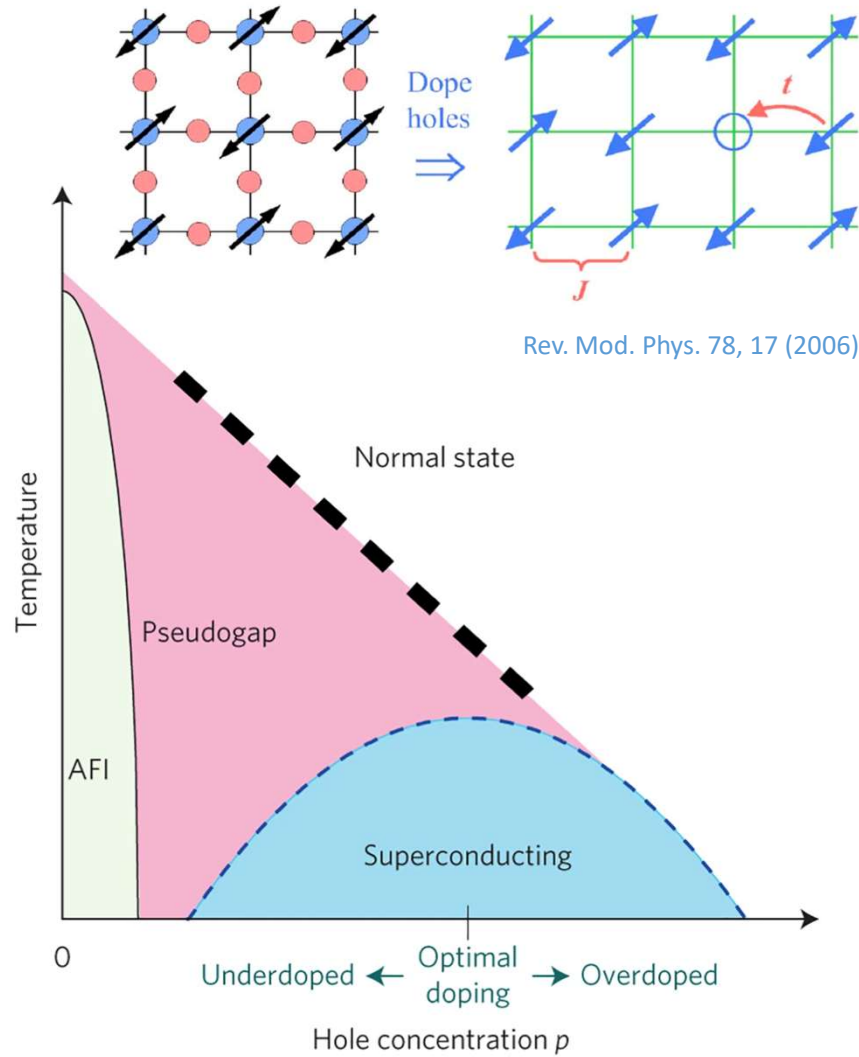 Dope
holes
⇒
t
J
Rev. Mod. Phys. 78, 17 (2006)
Temperature
Normal state
Pseudogap
AFI
Superconducting
0
Underdoped ← Optimal → Overdoped
doping
Hole concentration p